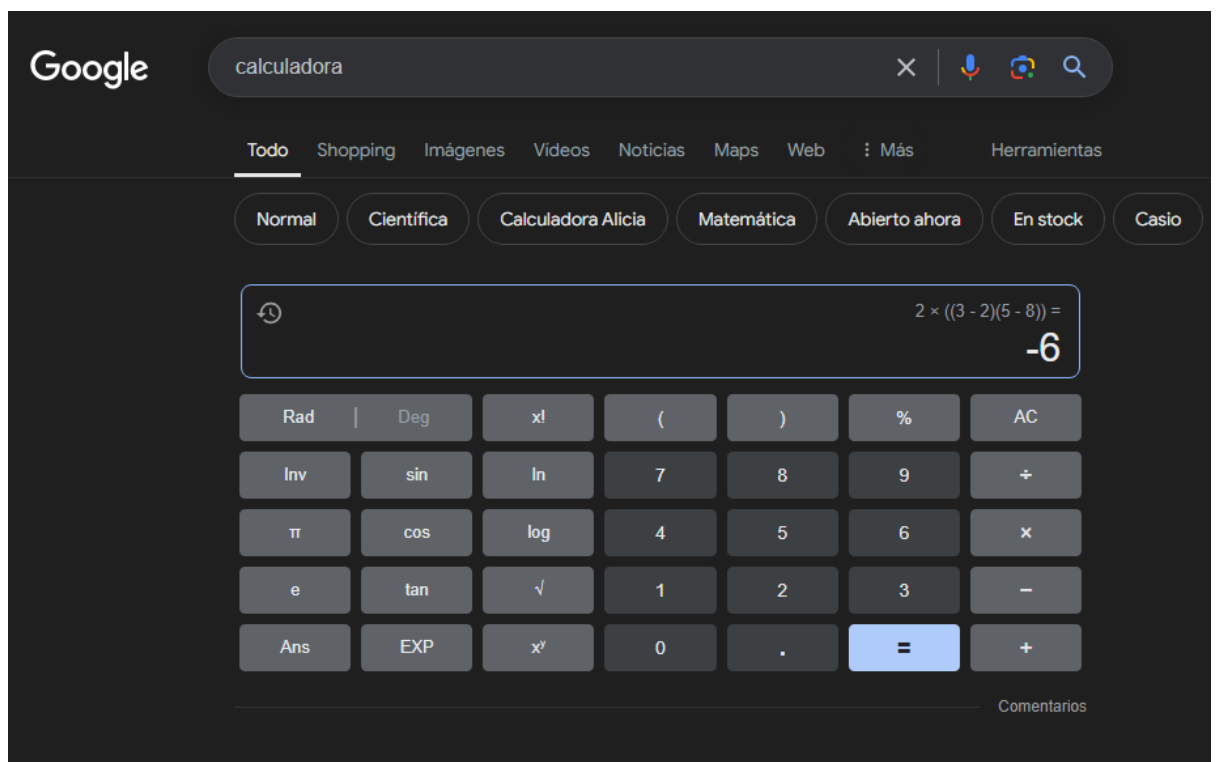 Google calculadora
Todo Shopping Imágenes Vídeos Noticias Maps Web Más Herramientas
Normal Científica Calculadora Alicia Matemática Abierto ahora En stock Casio
2 × ((3 - 2)(5 - 8)) =
-6
Rad | Deg x! ( ) % AC
Inv sin ln 7 8 9 ÷
π cos log 4 5 6 ×
e tan √ 1 2 3 −
Ans EXP xʸ 0 . = +
Comentarios